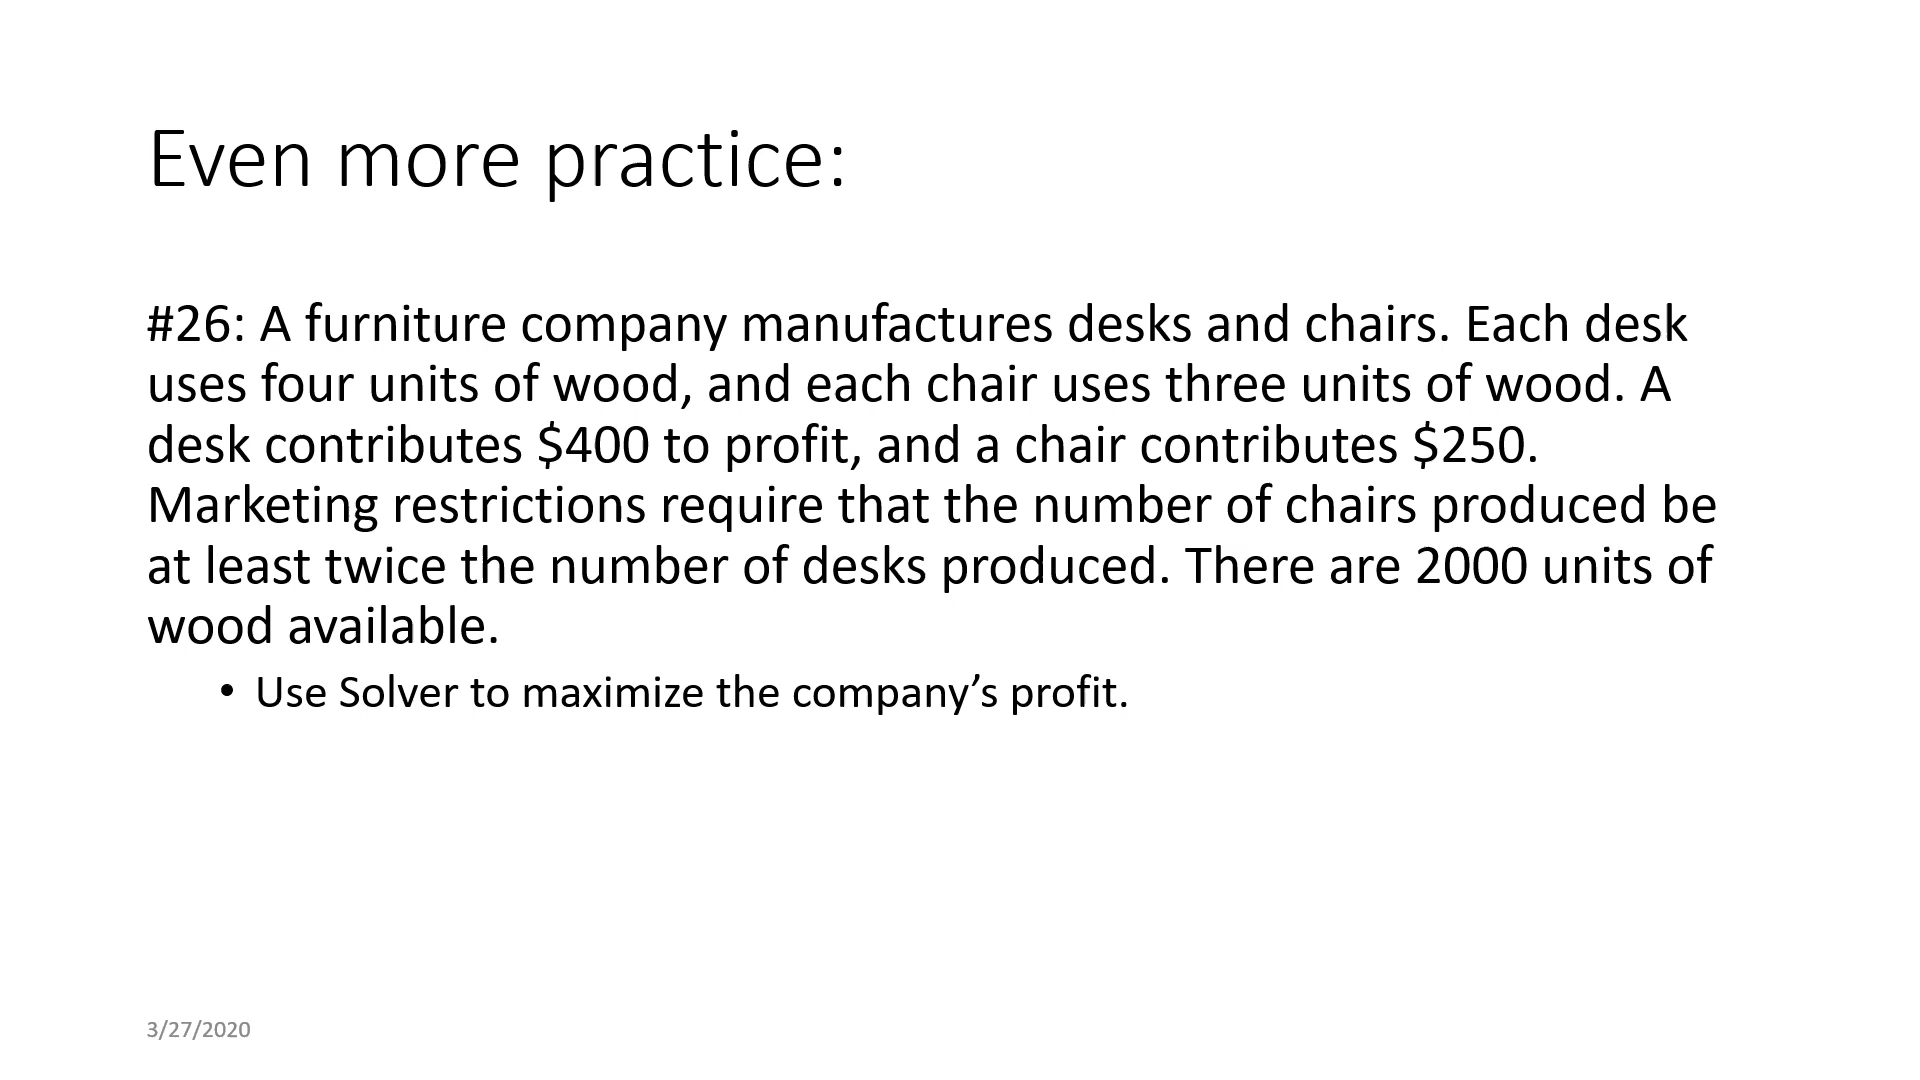 Even more practice:
#26: A furniture company manufactures desks and chairs. Each desk
uses four units of wood, and each chair uses three units of wood. A
desk contributes $400 to profit, and a chair contributes $250.
Marketing restrictions require that the number of chairs produced be
at least twice the number of desks produced. There are 2000 units of
wood available.
• Use Solver to maximize the company’s profit.
3/27/2020